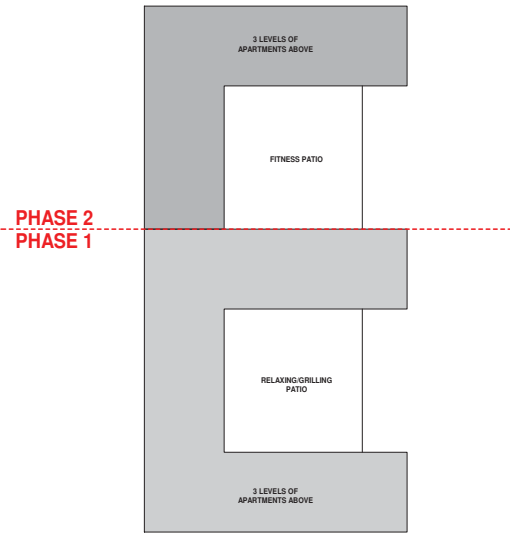 3 LEVELS OF
APARTMENTS ABOVE
FITNESS PATIO
PHASE 2
PHASE 1
RELAXING/GRILLING
PATIO
3 LEVELS OF
APARTMENTS ABOVE